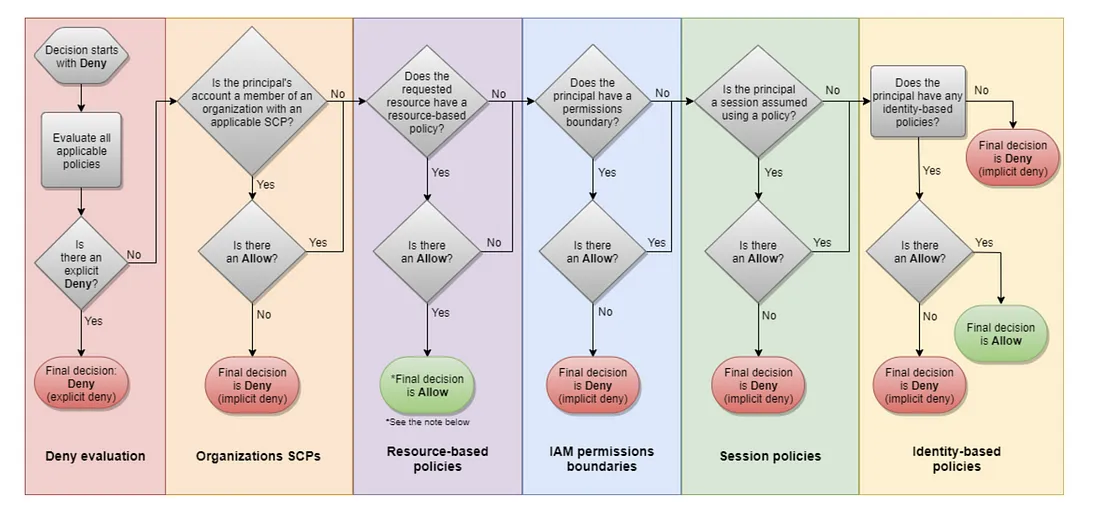 Decision starts
with Deny
Evaluate all
applicable
policies
Is
there an
explicit
Deny?
No
Yes
Final decision:
Deny
(explicit deny)
Deny evaluation
Is the principal's
account a member of an
organization with an
applicable SCP?
No
Yes
Is there
an Allow?
Yes
No
Final decision
is Deny
(implicit deny)
Organizations SCPs
Does the
requested
resource have a
resource-based
policy?
No
Yes
Is there
an Allow?
No
Yes
*Final decision
is Allow
*See the note below
Resource-based
policies
Does the
principal have a
permissions
boundary?
No
Yes
Is there
an Allow?
Yes
No
Final decision
is Deny
(implicit deny)
IAM permissions
boundaries
Is the principal
a session assumed
using a policy?
No
Yes
Is there
an Allow?
Yes
No
Final decision
is Deny
(implicit deny)
Session policies
Does the
principal have any
identity-based
policies?
No
Final decision
is Deny
(implicit deny)
Yes
Is there
an Allow?
Yes
Final decision
is Allow
No
Final decision
is Deny
(implicit deny)
Identity-based
policies